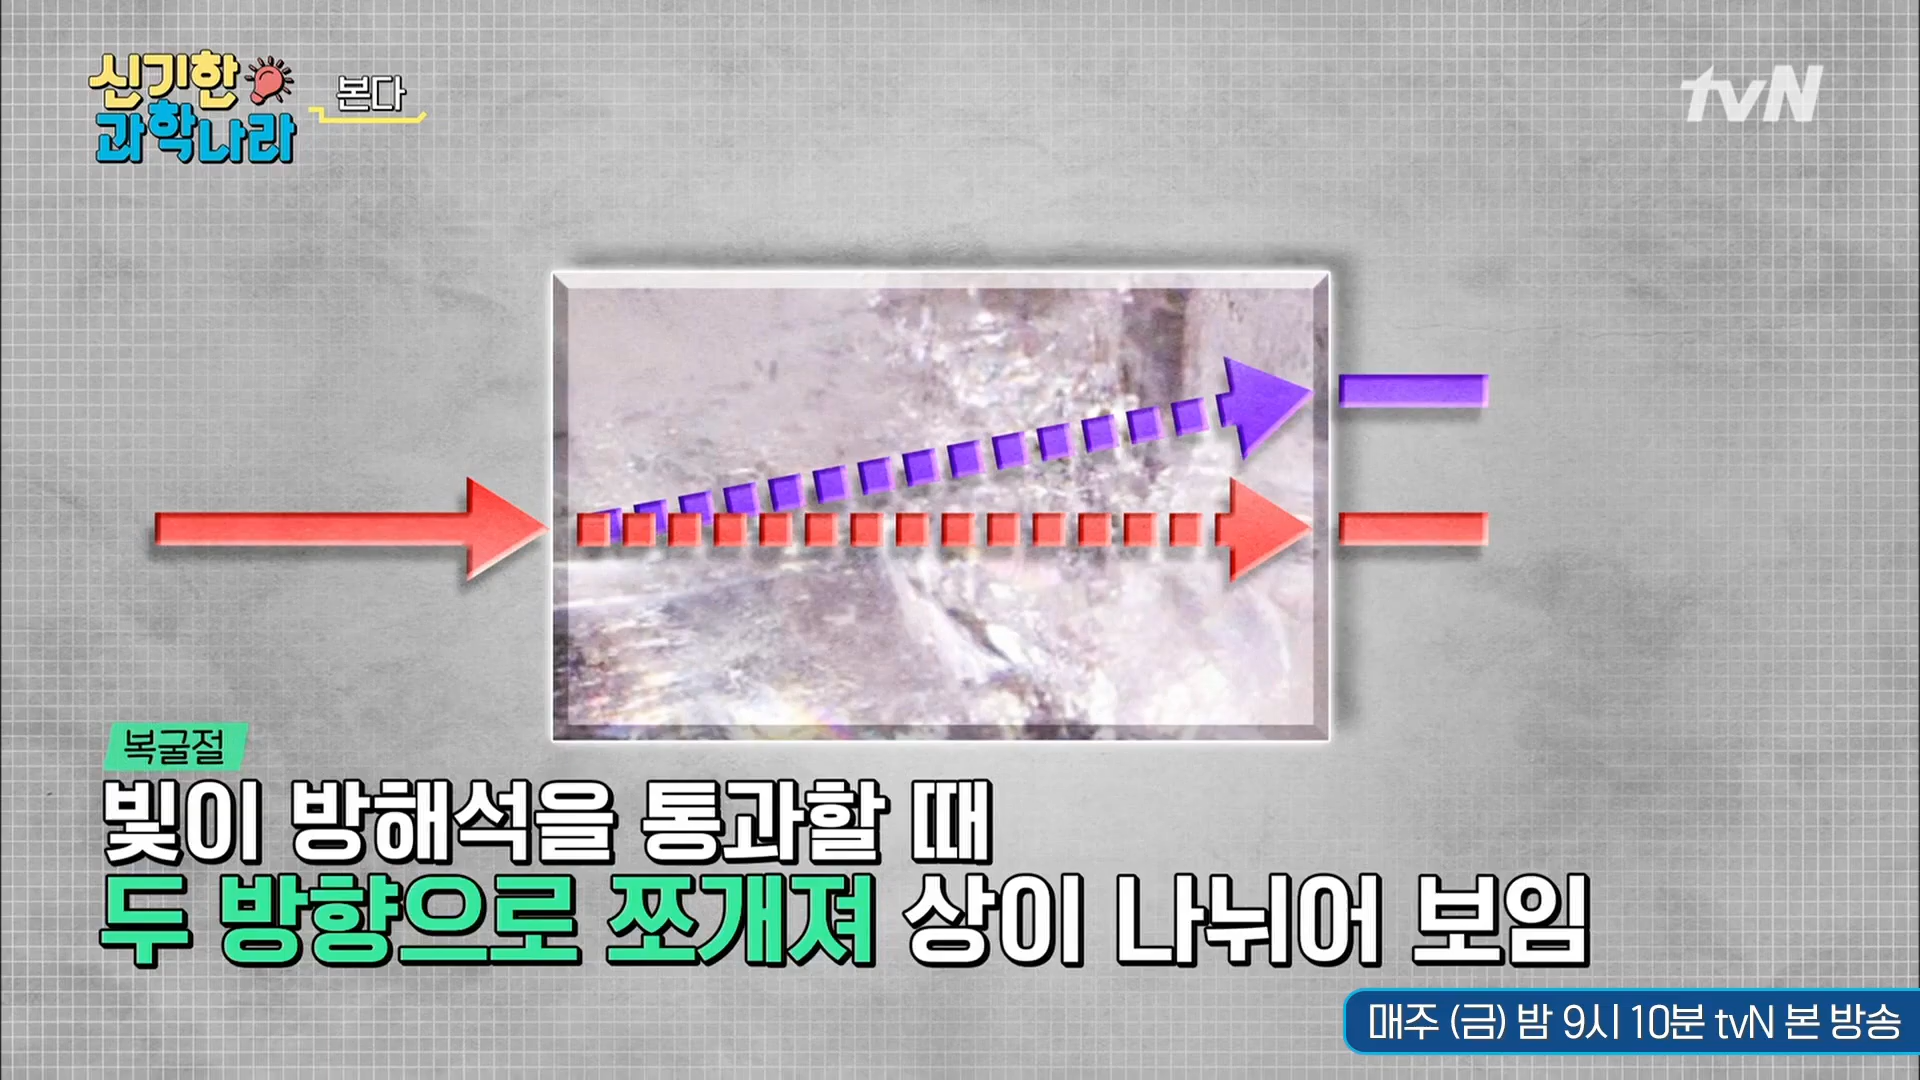 신기한
과학나라
본다
tvN
복굴절
빛이 방해석을 통과할 때
두 방향으로 쪼개져 상이 나뉘어 보임
매주 (금) 밤 9시 10분 tvN 본 방송